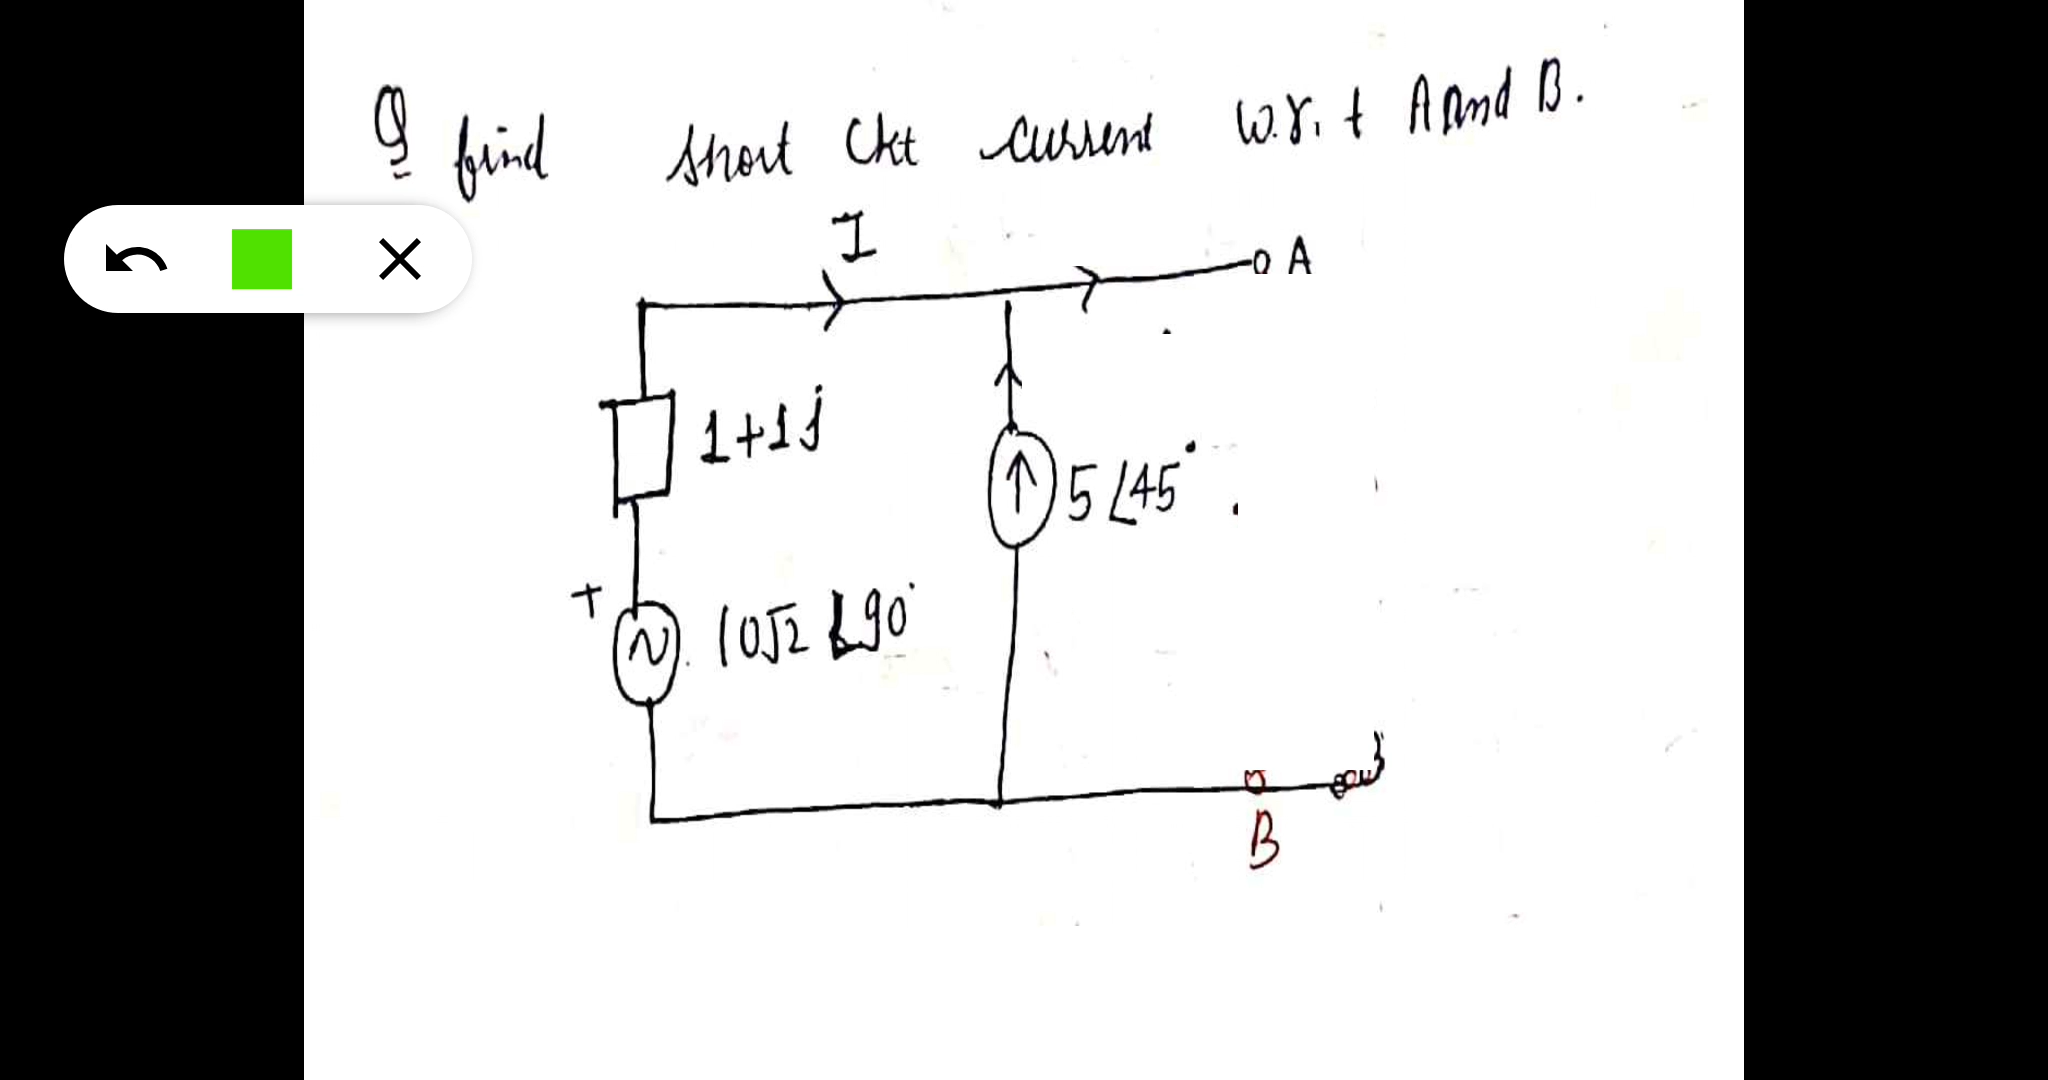 Q find short Ckt current w.r.t A and B.
I
A
1+1j
5∠45°
+
10√2 ∠90°
B